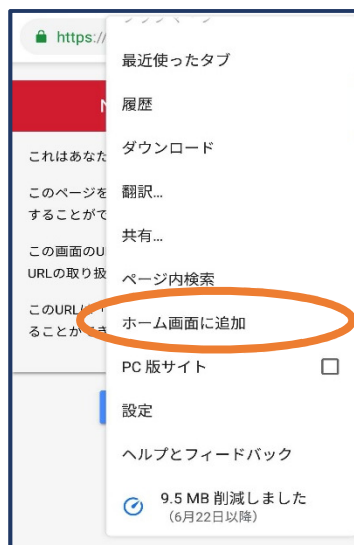 https://
最近使ったタブ
履歴
ダウンロード
翻訳...
共有...
ページ内検索
ホーム画面に追加
PC 版サイト
設定
ヘルプとフィードバック
9.5 MB 削減しました
(6月22日以降)
N
これはあなた
このページを
することがで
この画面のU
URLの取り扱
このURLは
ることができ